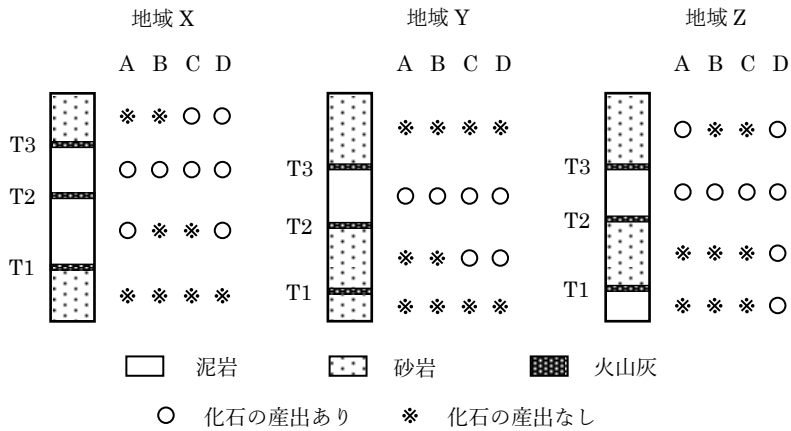 地域 X 地域 Y 地域 Z
A B C D A B C D A B C D
※ ※ ○ ○ ※ ※ ※ ※ ○ ※ ※ ○
T3 T3 T3
○ ○ ○ ○ ○ ○ ○ ○ ○ ○ ○ ○
T2 T2 T2
○ ※ ※ ○ ※ ※ ○ ○ ※ ※ ※ ○
T1 T1 T1
※ ※ ※ ※ ※ ※ ※ ※ ※ ※ ※ ○
泥岩 砂岩 火山灰
○ 化石の産出あり ※ 化石の産出なし